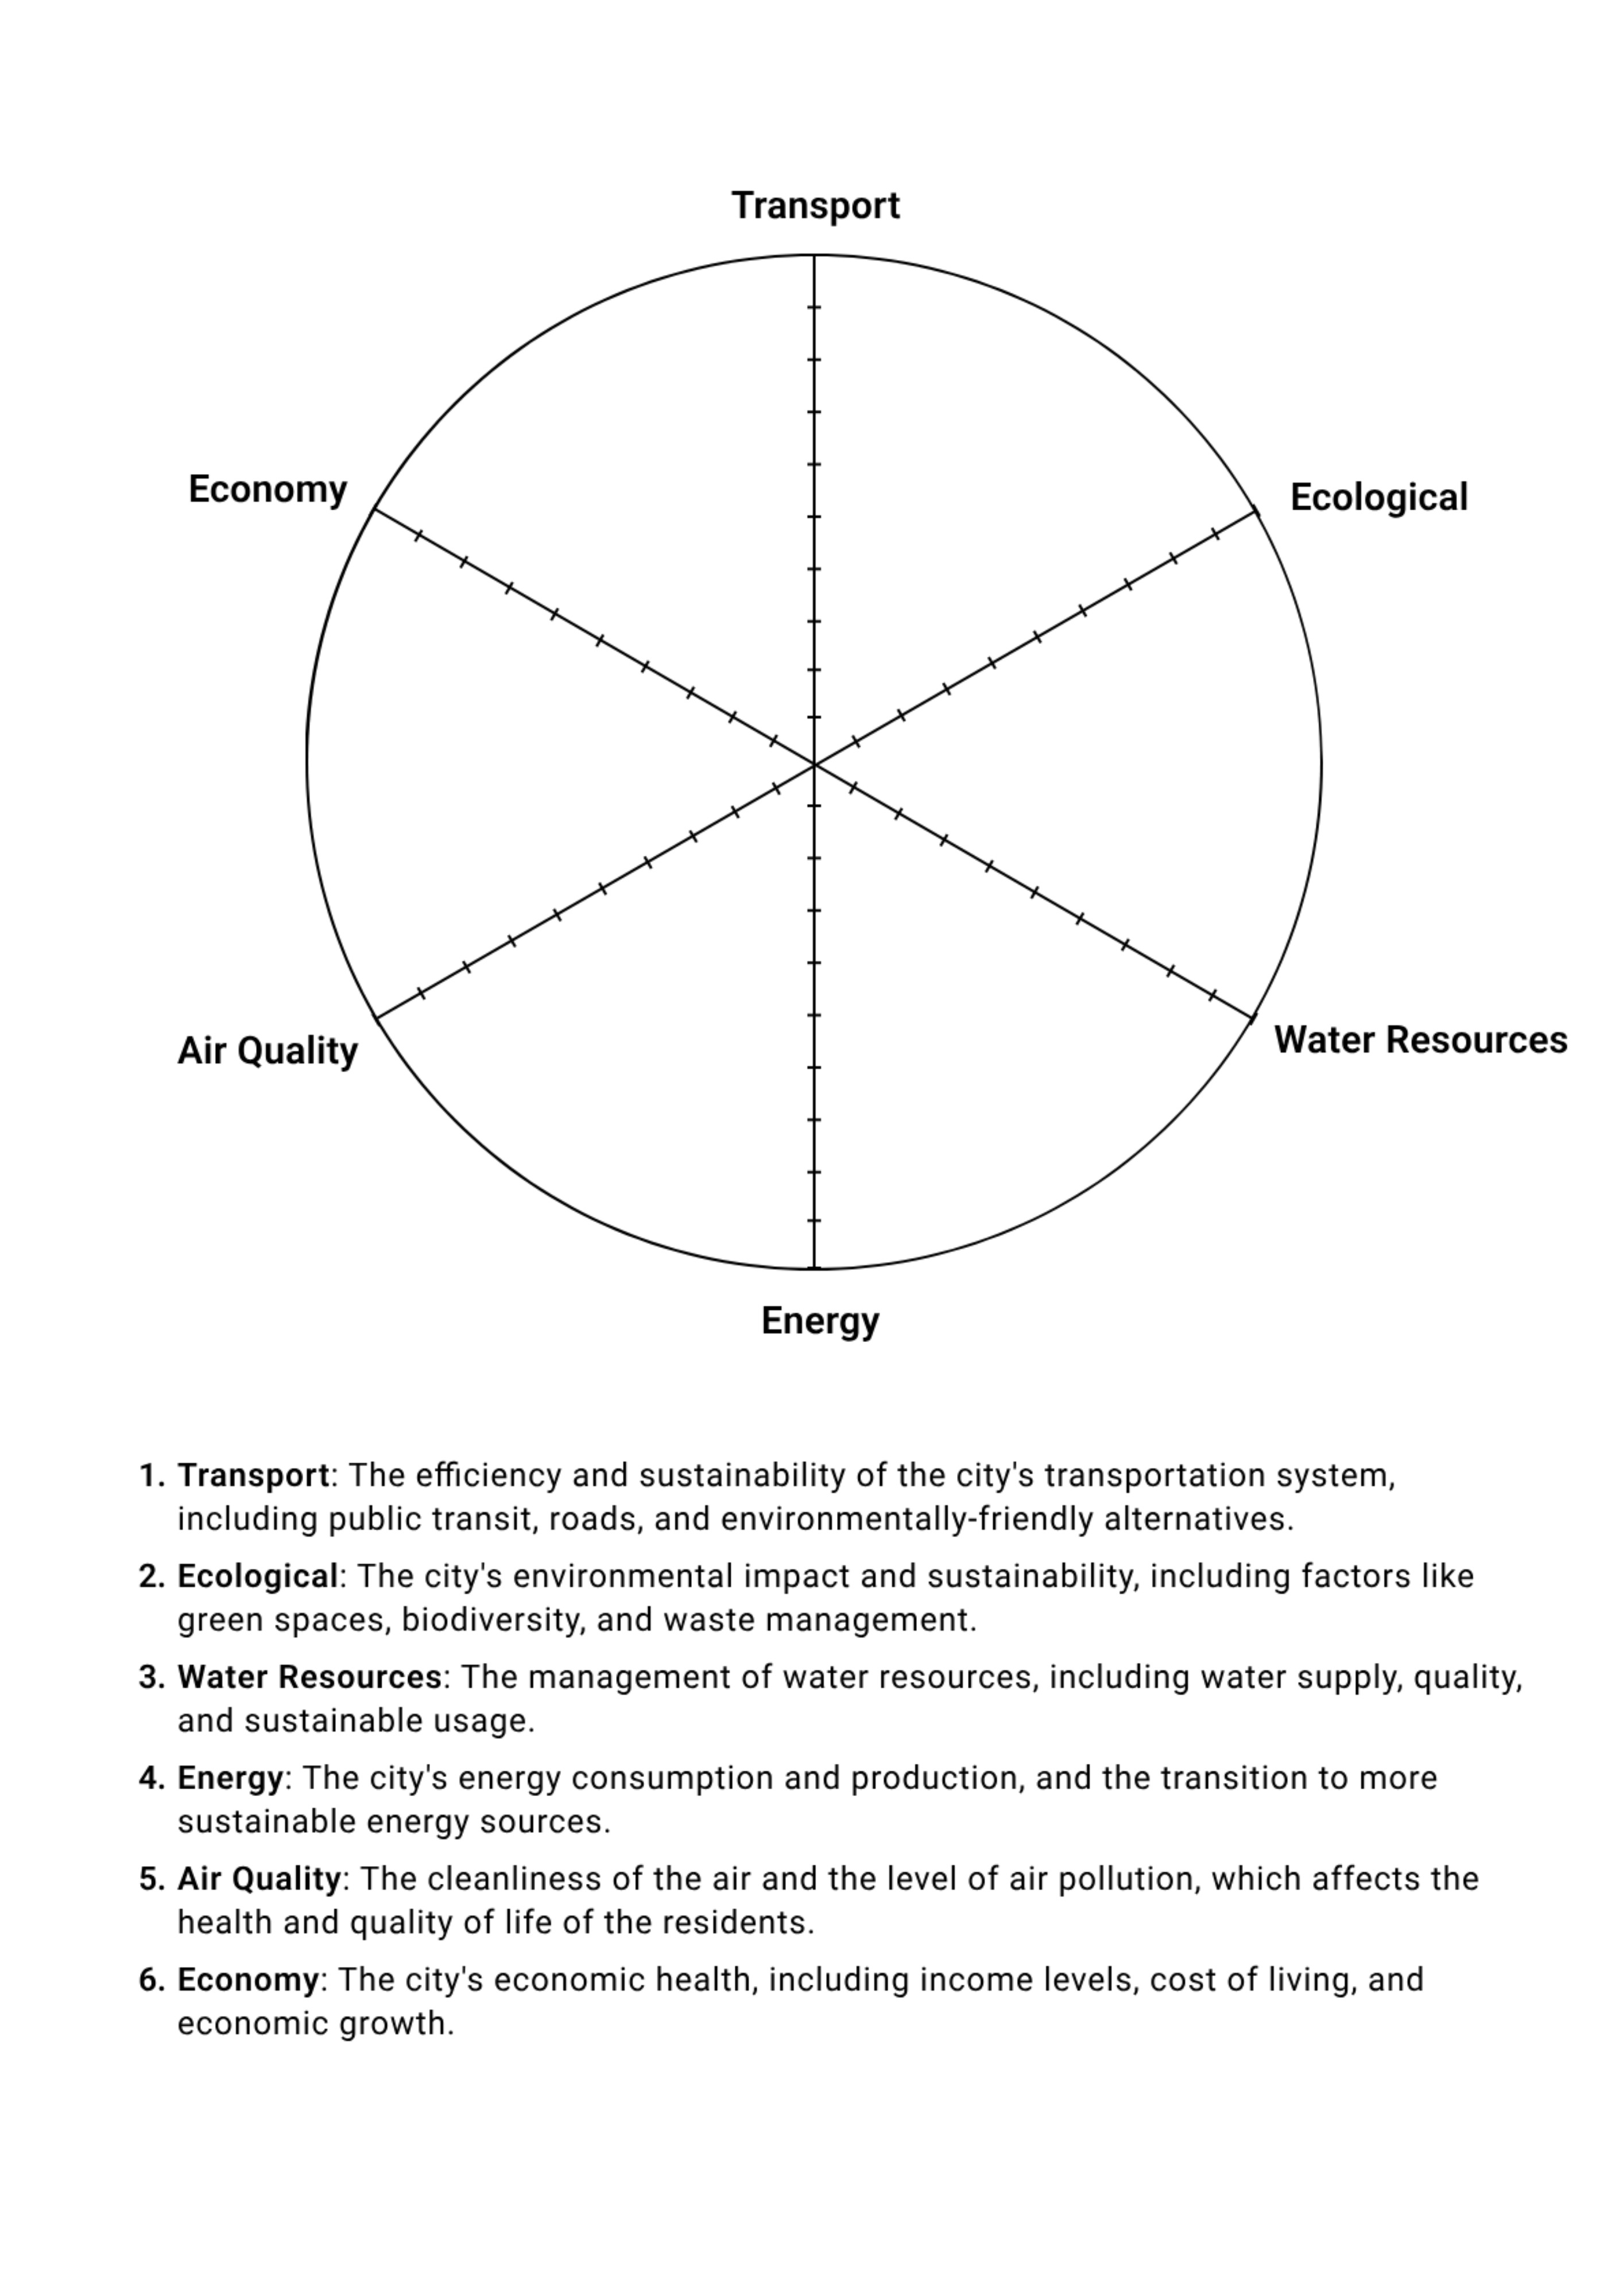 Transport
Economy
Ecological
Air Quality
Water Resources
Energy
1. Transport: The efficiency and sustainability of the city's transportation system,
including public transit, roads, and environmentally-friendly alternatives.
2. Ecological: The city's environmental impact and sustainability, including factors like
green spaces, biodiversity, and waste management.
3. Water Resources: The management of water resources, including water supply, quality,
and sustainable usage.
4. Energy: The city's energy consumption and production, and the transition to more
sustainable energy sources.
5. Air Quality: The cleanliness of the air and the level of air pollution, which affects the
health and quality of life of the residents.
6. Economy: The city's economic health, including income levels, cost of living, and
economic growth.